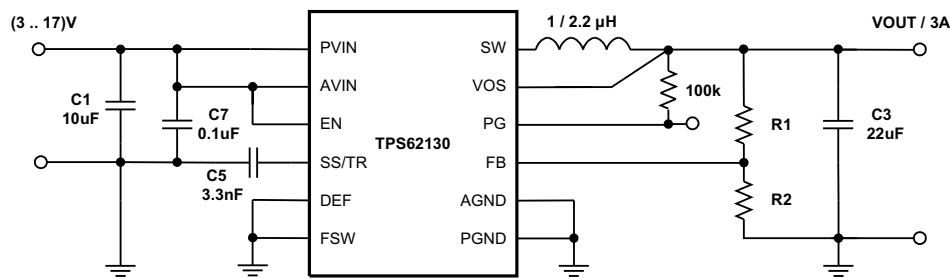 (3 .. 17)V
1 / 2.2 µH
VOUT / 3A
PVIN
SW
AVIN
VOS
100k
C1
10uF
C7
0.1uF
EN
PG
TPS62130
R1
C3
22uF
SS/TR
FB
C5
3.3nF
DEF
AGND
R2
FSW
PGND